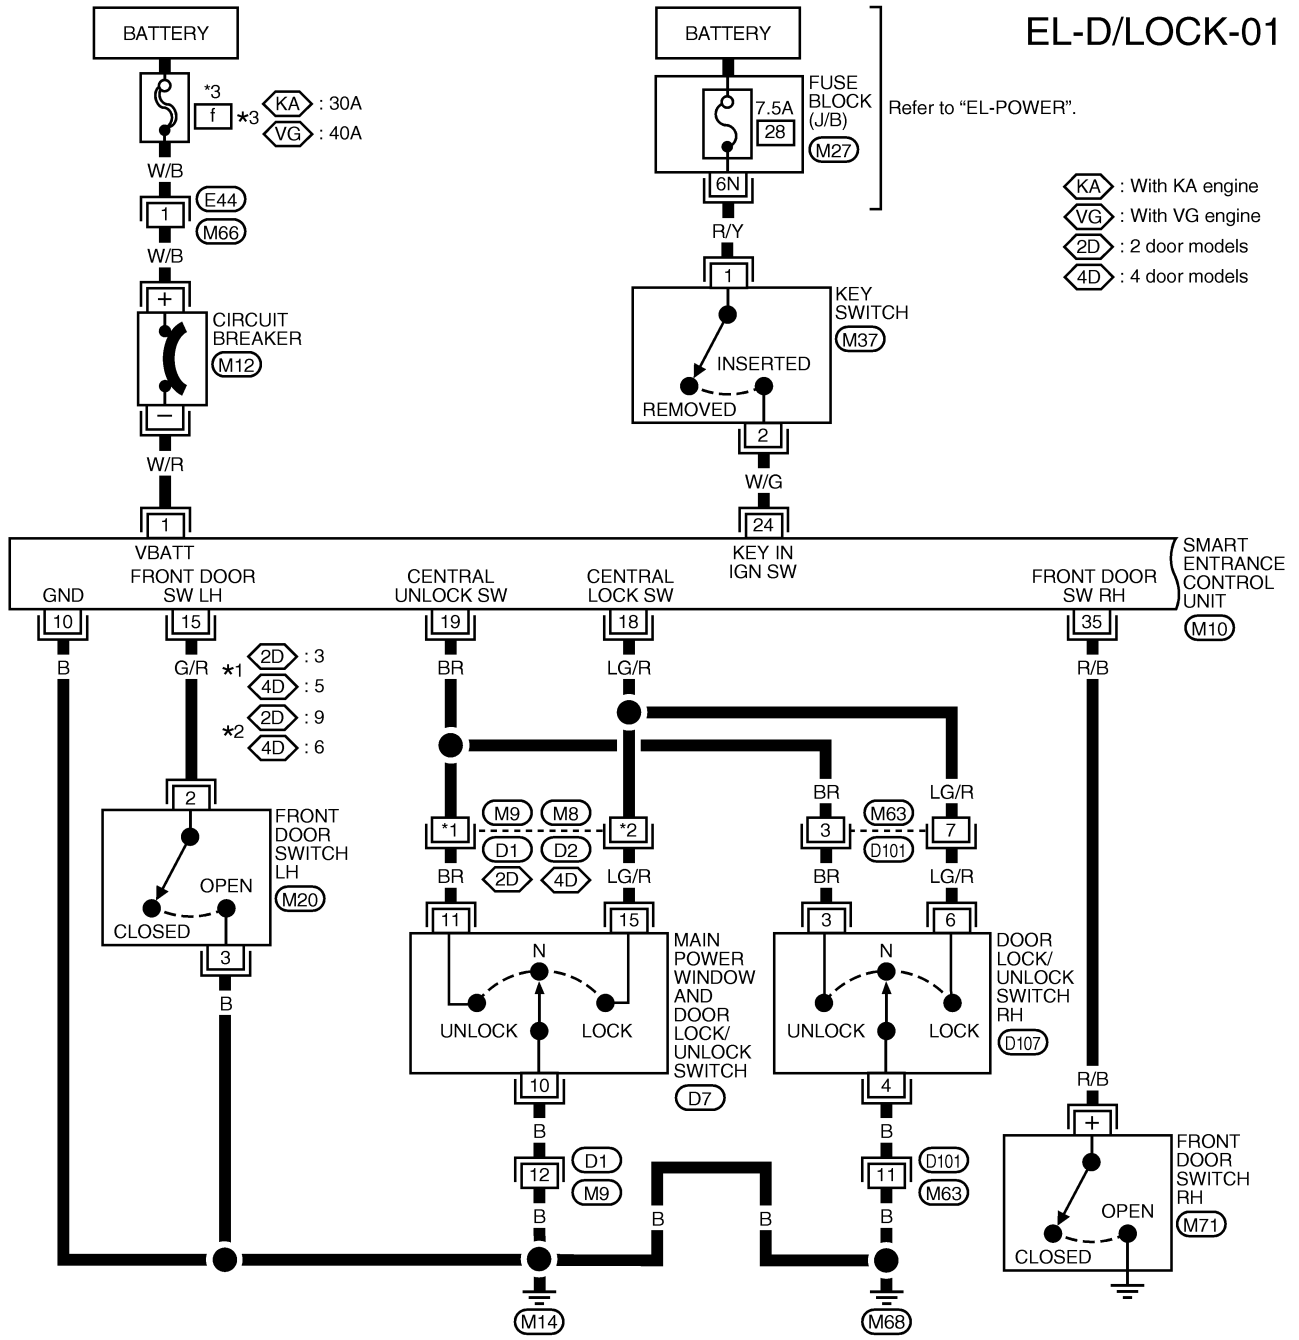 EL-D/LOCK-01
BATTERY
*3
f
*3
KA : 30A
VG : 40A
W/B
1
E44
M66
W/B
+
CIRCUIT
BREAKER
M12
−
W/R
1
BATTERY
7.5A
28
FUSE
BLOCK
(J/B)
M27
Refer to “EL-POWER”.
6N
R/Y
1
KEY
SWITCH
M37
INSERTED
REMOVED
2
W/G
24
KA : With KA engine
VG : With VG engine
2D : 2 door models
4D : 4 door models
VBATT
KEY IN
IGN SW
GND
FRONT DOOR
SW LH
CENTRAL
UNLOCK SW
CENTRAL
LOCK SW
FRONT DOOR
SW RH
SMART
ENTRANCE
CONTROL
UNIT
M10
10
15
19
18
35
B
G/R
BR
LG/R
R/B
*1
2D : 3
4D : 5
*2
2D : 9
4D : 6
2
FRONT
DOOR
SWITCH
LH
M20
OPEN
CLOSED
3
B
*1
M9
M8
*2
D1
D2
2D
4D
BR
LG/R
BR
LG/R
3
M63
7
D101
BR
LG/R
11
15
N
UNLOCK
LOCK
MAIN
POWER
WINDOW
AND
DOOR
LOCK/
UNLOCK
SWITCH
D7
10
B
12
D1
M9
B
M14
3
6
N
UNLOCK
LOCK
DOOR
LOCK/
UNLOCK
SWITCH
RH
D107
4
B
11
D101
M63
B
B
B
M68
R/B
+
FRONT
DOOR
SWITCH
RH
M71
OPEN
CLOSED